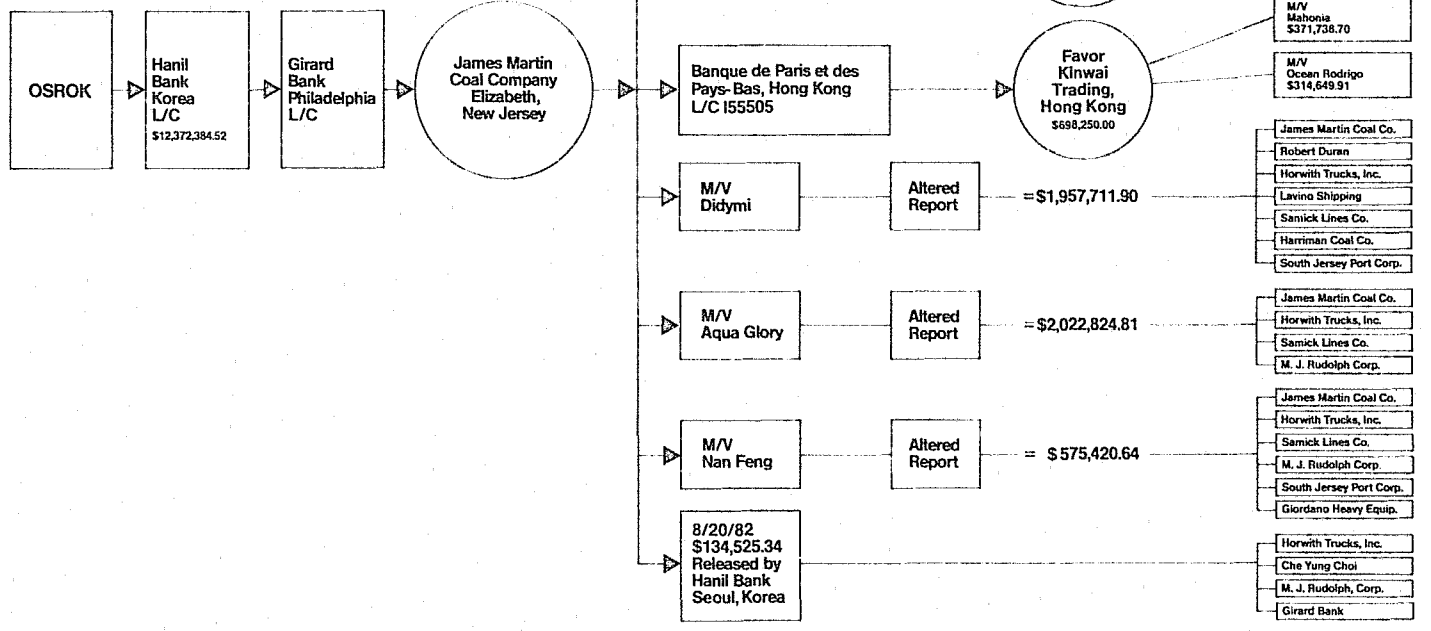 OSROK
Hanil
Bank
Korea
L/C
$12,372,384.52
Girard
Bank
Philadelphia
L/C
James Martin
Coal Company
Elizabeth,
New Jersey
Banque de Paris et des
Pays-Bas, Hong Kong
L/C I55505
Favor
Kinwai
Trading,
Hong Kong
$698,250.00
M/V
Mahonia
$371,738.70
M/V
Ocean Rodrigo
$314,649.91
M/V
Didymi
Altered
Report
=$1,957,711.90
James Martin Coal Co.
Robert Duran
Horwith Trucks, Inc.
Lavino Shipping
Samick Lines Co.
Harriman Coal Co.
South Jersey Port Corp.
M/V
Aqua Glory
Altered
Report
=$2,022,824.81
James Martin Coal Co.
Horwith Trucks, Inc.
Samick Lines Co.
M. J. Rudolph Corp.
M/V
Nan Feng
Altered
Report
= $575,420.64
James Martin Coal Co.
Horwith Trucks, Inc.
Samick Lines Co.
M. J. Rudolph Corp.
South Jersey Port Corp.
Giordano Heavy Equip.
8/20/82
$134,525.34
Released by
Hanil Bank
Seoul, Korea
Horwith Trucks, Inc.
Che Yung Choi
M. J. Rudolph, Corp.
Girard Bank